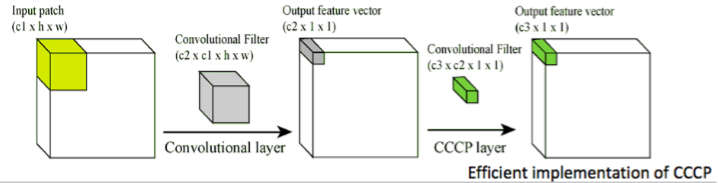 Input patch
(c1 x h x w)
Convolutional Filter
(c2 x c1 x h x w)
Convolutional layer
Output feature vector
(c2 x 1 x 1)
Convolutional Filter
(c3 x c2 x 1 x 1)
CCCP layer
Output feature vector
(c3 x 1 x 1)
Efficient implementation of CCCP